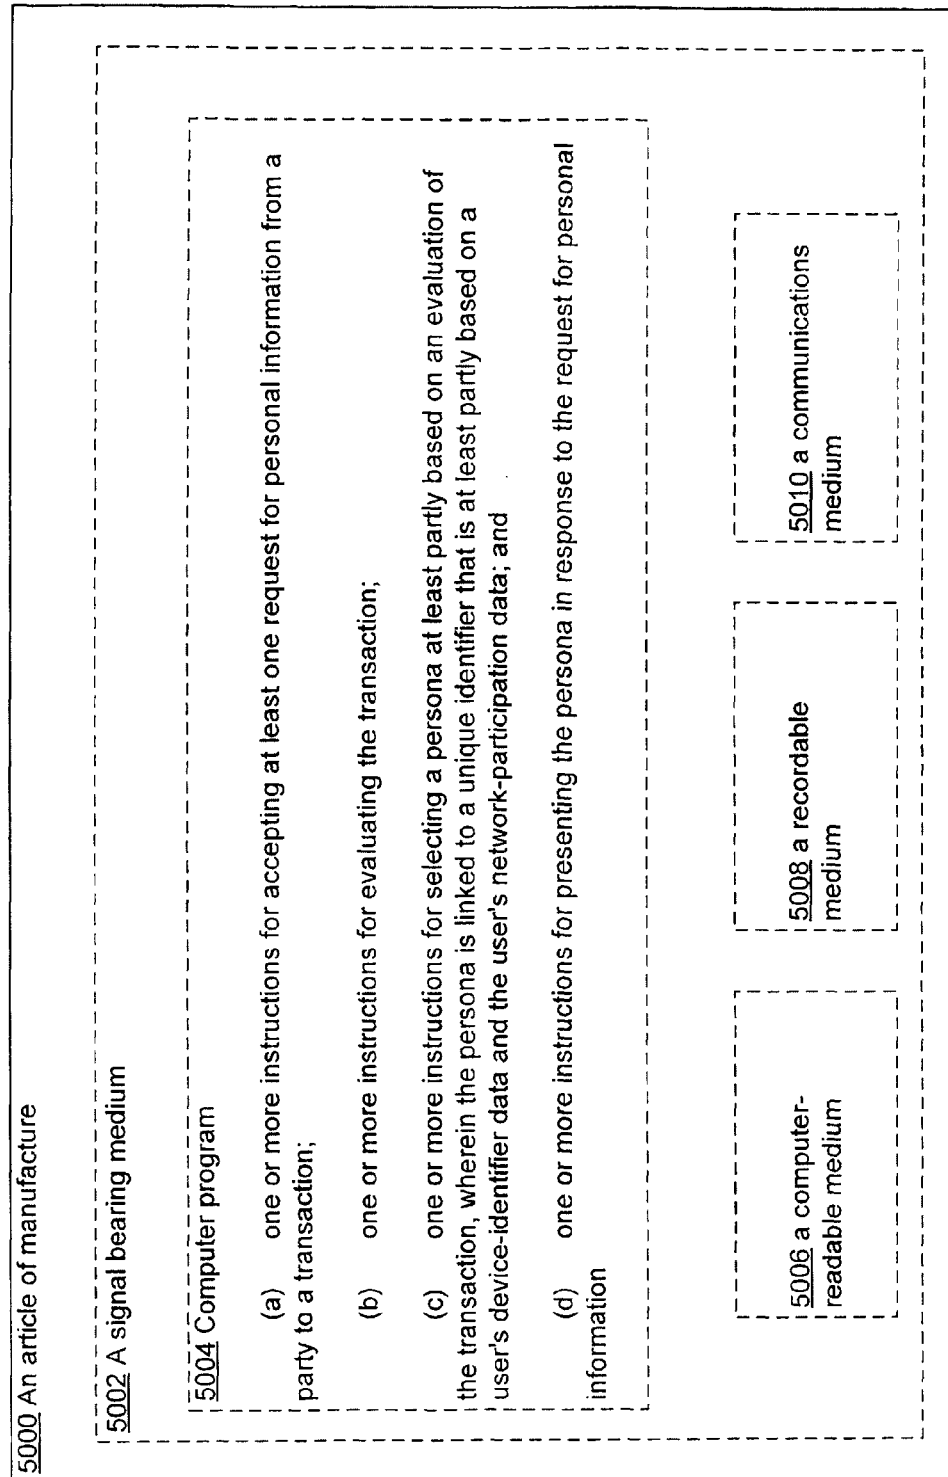 5000 An article of manufacture
5002 A signal bearing medium
5004 Computer program
(a) one or more instructions for accepting at least one request for personal information from a
party to a transaction;
(b) one or more instructions for evaluating the transaction;
(c) one or more instructions for selecting a persona at least partly based on an evaluation of
the transaction, wherein the persona is linked to a unique identifier that is at least partly based on a
user's device-identifier data and the user's network-participation data; and
(d) one or more instructions for presenting the persona in response to the request for personal
information
5006 a computer-
readable medium
5008 a recordable
medium
5010 a communications
medium